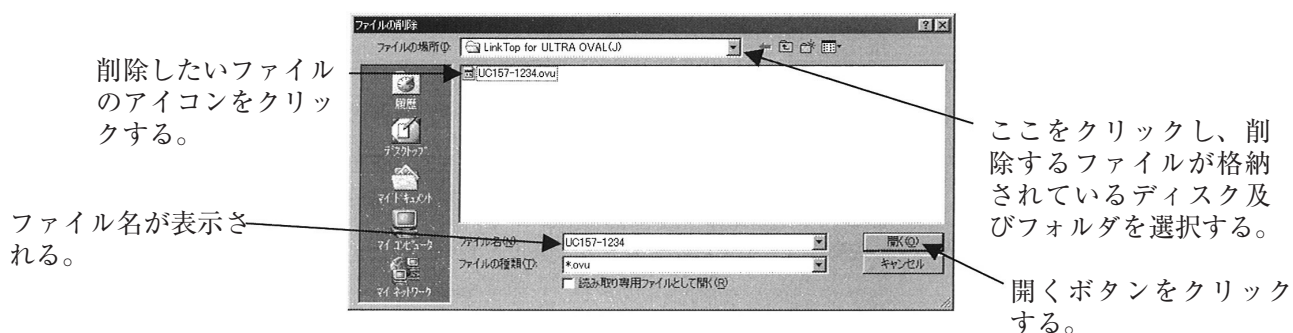 ファイルの削除
ファイルの場所(I):
LinkTop for ULTRA OVAL(J)
削除したいファイル
のアイコンをクリッ
クする。
UC157-1234.ovu
履歴
デスクトップ
マイ ドキュメント
マイ コンピュータ
マイ ネットワーク
ここをクリックし、削
除するファイルが格納
されているディスク及
びフォルダを選択する。
ファイル名が表示さ
れる。
ファイル名(N):
UC157-1234
開く(O)
ファイルの種類(T):
*.ovu
キャンセル
読み取り専用ファイルとして開く(R)
開くボタンをクリック
する。